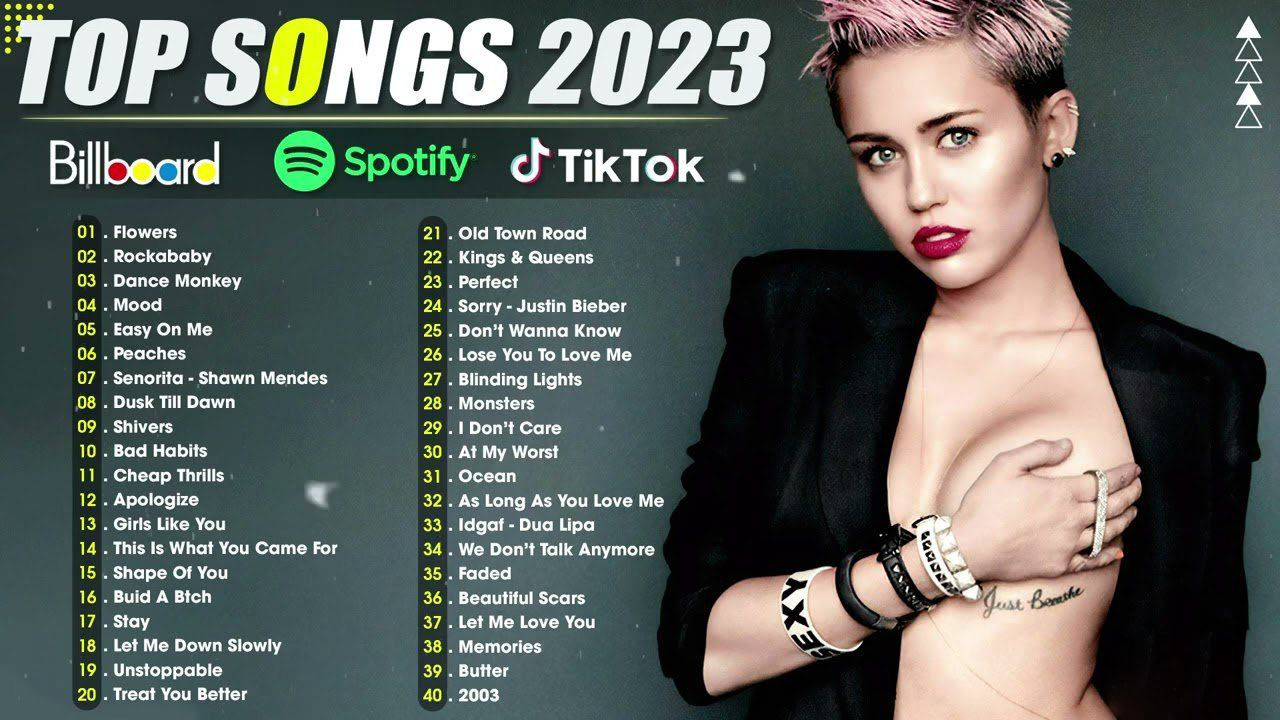 TOP SONGS 2023
Billboard Spotify TikTok
01 . Flowers
02 . Rockababy
03 . Dance Monkey
04 . Mood
05 . Easy On Me
06 . Peaches
07 . Senorita - Shawn Mendes
08 . Dusk Till Dawn
09 . Shivers
10 . Bad Habits
11 . Cheap Thrills
12 . Apologize
13 . Girls Like You
14 . This Is What You Came For
15 . Shape Of You
16 . Buid A Btch
17 . Stay
18 . Let Me Down Slowly
19 . Unstoppable
20 . Treat You Better
21 . Old Town Road
22 . Kings & Queens
23 . Perfect
24 . Sorry - Justin Bieber
25 . Don't Wanna Know
26 . Lose You To Love Me
27 . Blinding Lights
28 . Monsters
29 . I Don't Care
30 . At My Worst
31 . Ocean
32 . As Long As You Love Me
33 . Idgaf - Dua Lipa
34 . We Don't Talk Anymore
35 . Faded
36 . Beautiful Scars
37 . Let Me Love You
38 . Memories
39 . Butter
40 . 2003
Just Breathe
SEXY